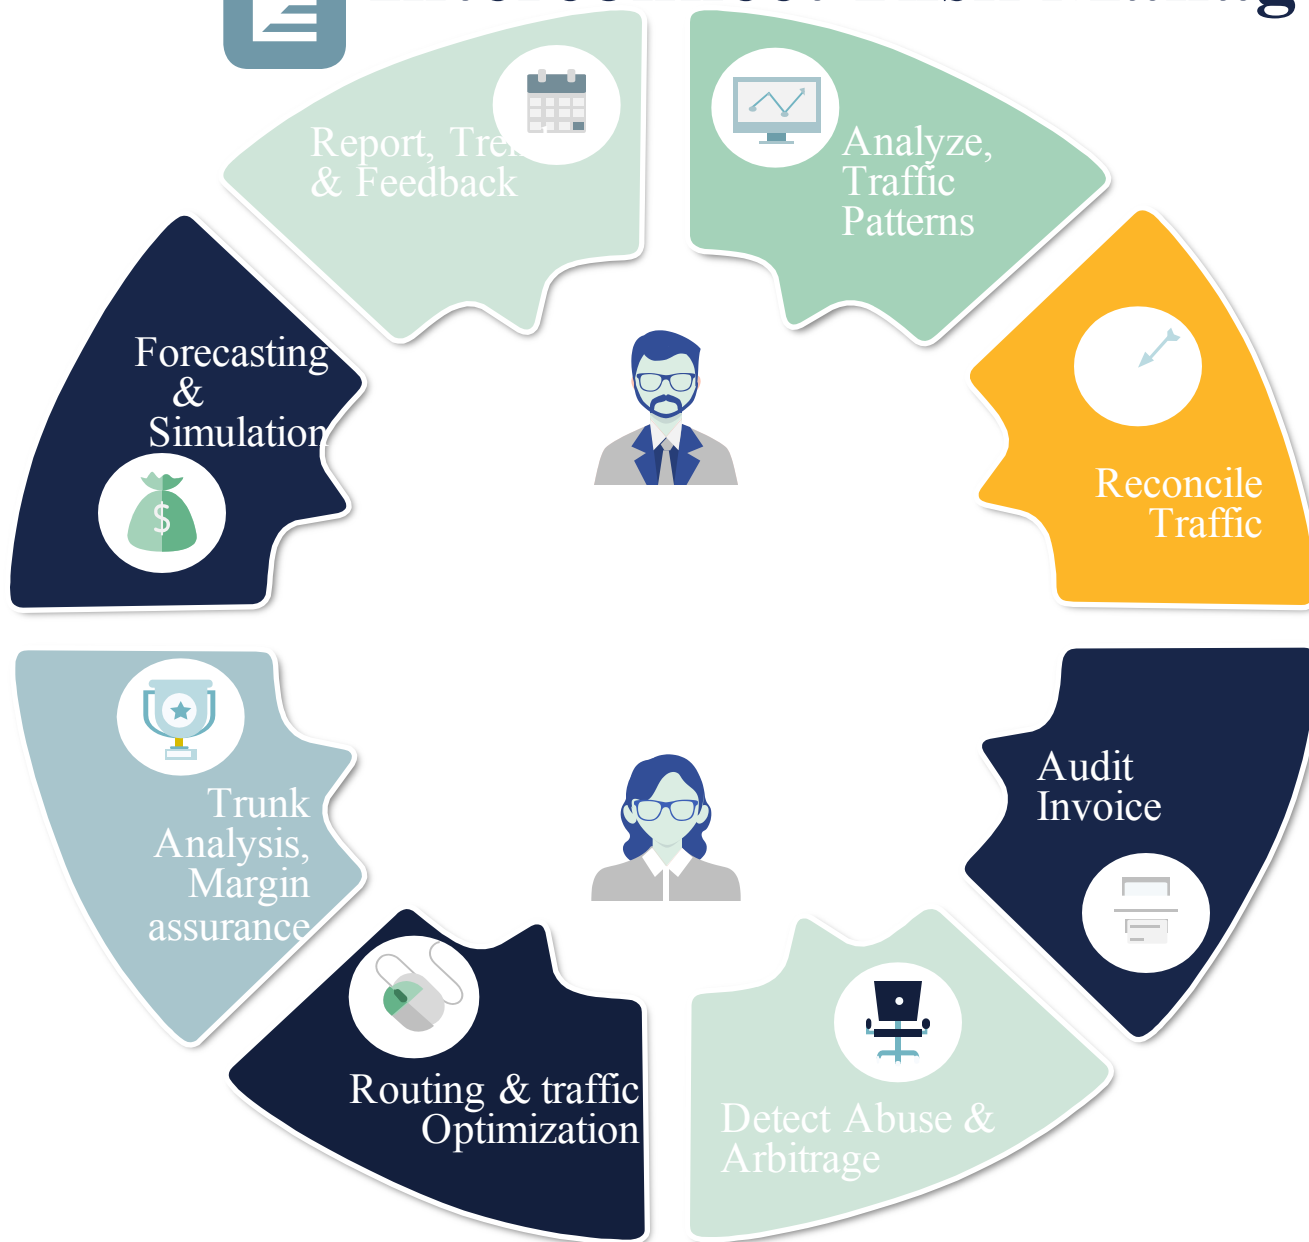 Report,
& Feedback
Analyze,
Traffic
Patterns
Forecasting
&
Simulation
Reconcile
Traffic
Trunk
Analysis,
Margin
assurance
Audit
Invoice
Routing & traffic
Optimization
Detect Abuse &
Arbitrage
$